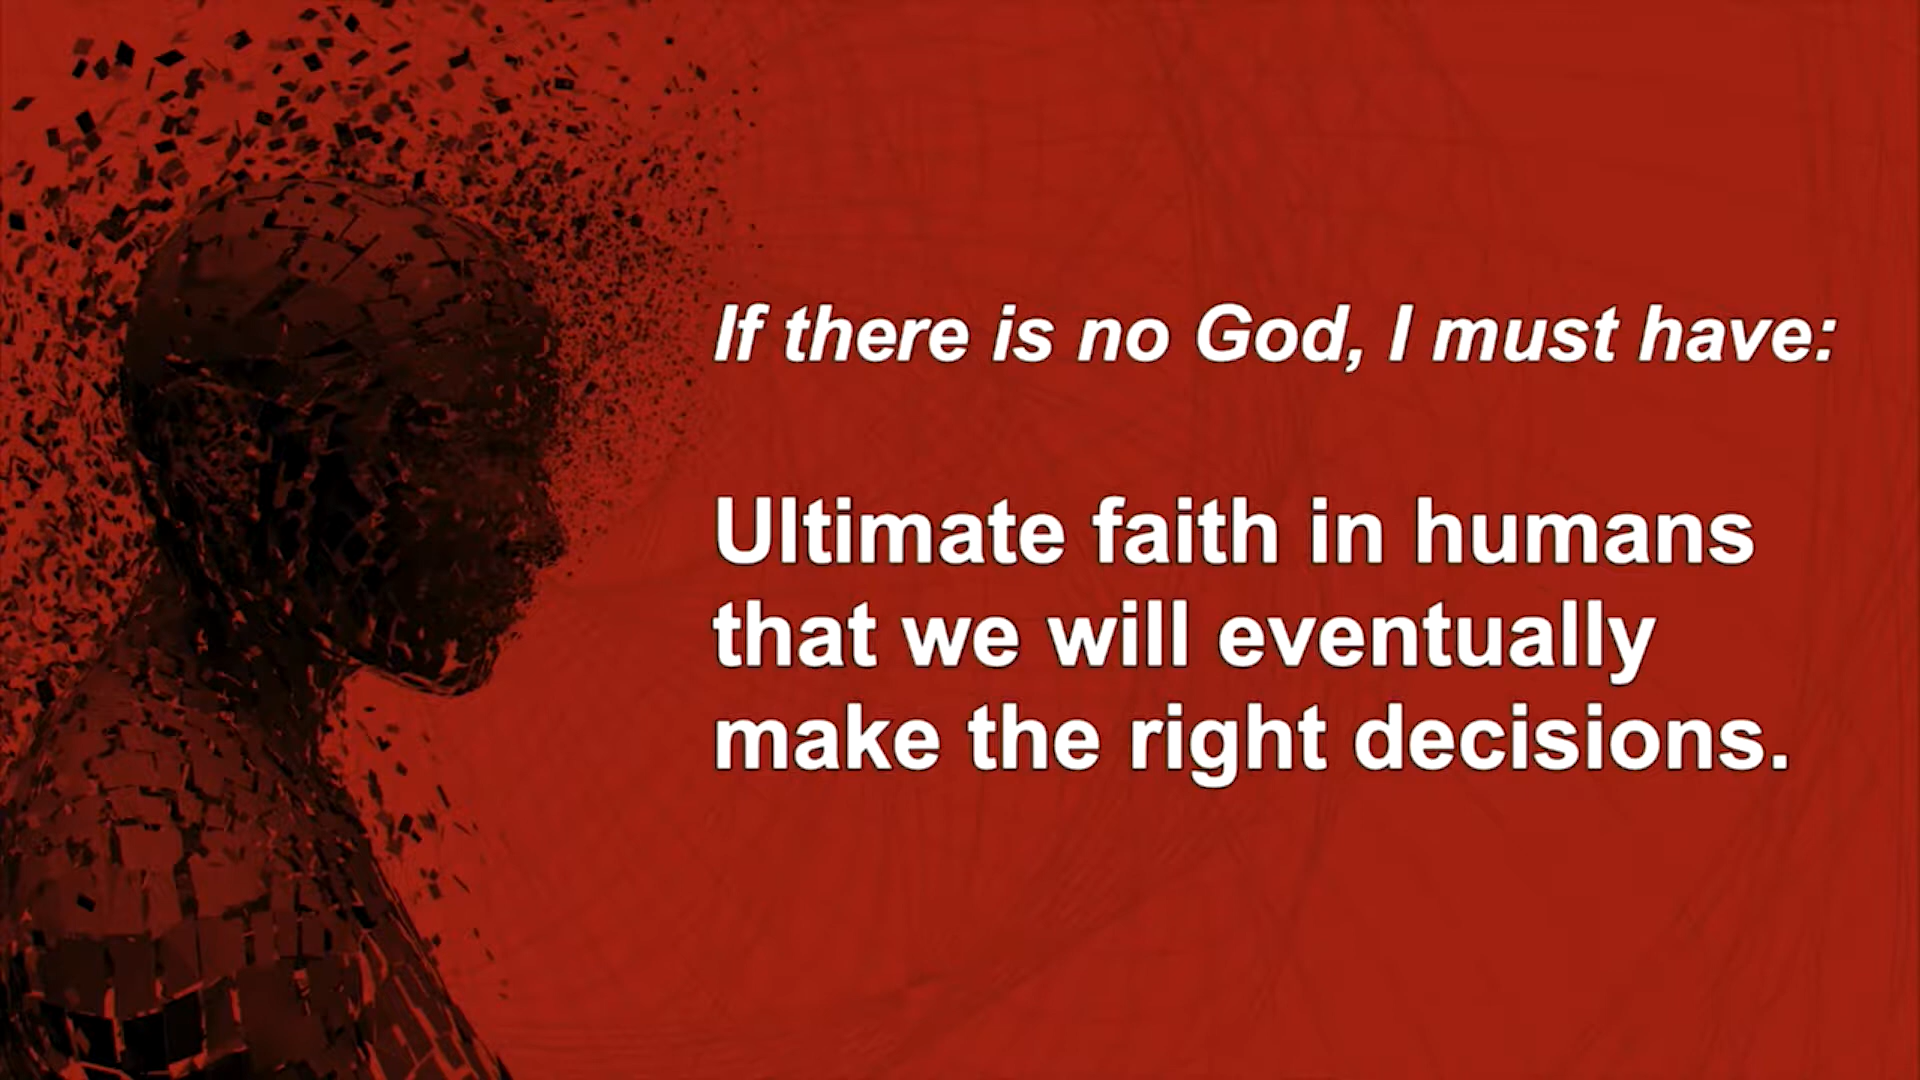 If there is no God, I must have:
Ultimate faith in humans
that we will eventually
make the right decisions.